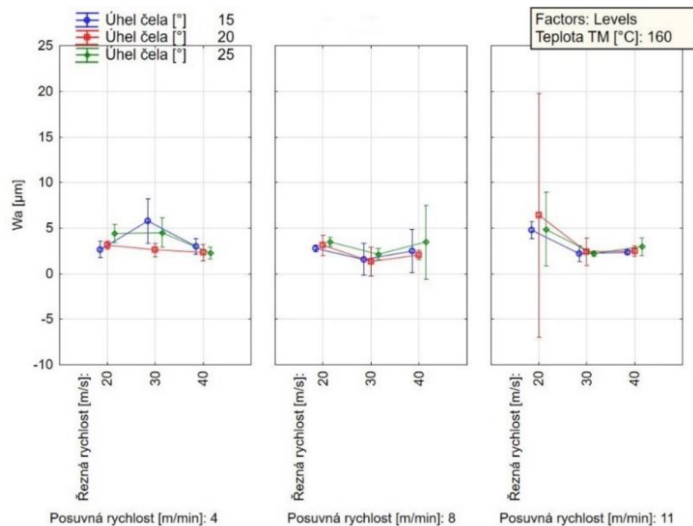 Úhel čela [°] 15
Úhel čela [°] 20
Úhel čela [°] 25
Factors: Levels
Teplota TM [°C]: 160
Wa [µm]
25
20
15
10
5
0
-5
-10
Řezná rychlost [m/s]:
20
30
40
Řezná rychlost [m/s]:
20
30
40
Řezná rychlost [m/s]:
20
30
40
Posuvná rychlost [m/min]: 4
Posuvná rychlost [m/min]: 8
Posuvná rychlost [m/min]: 11